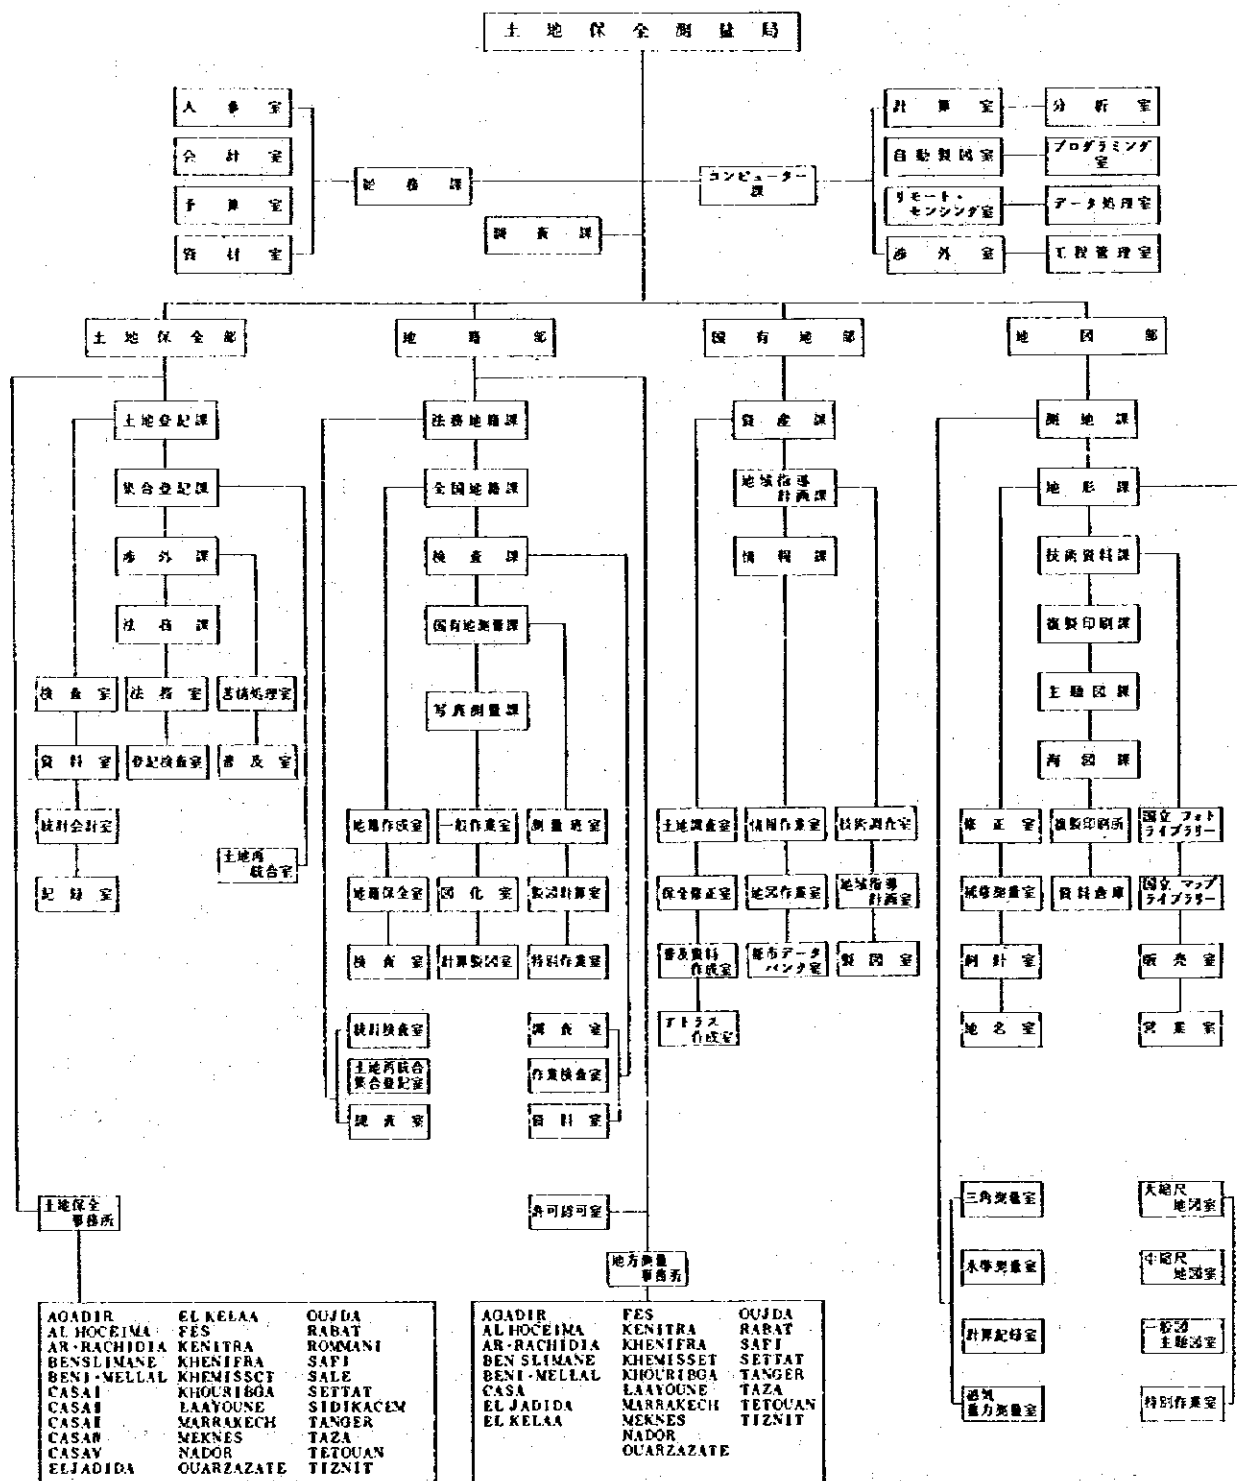 土地保全測量局
人事室
会計室
予算室
資材室
総務課
調査課
コンピューター
課
計算室
分析室
自動製図室
プログラミング
室
リモート・
センシング室
データ処理室
渉外室
工程管理室
土地保全部
地籍部
国有地部
地図部
土地登記課
集合登記課
渉外課
法務課
検査室
法務室
苦情処理室
資料室
登記検査室
普及室
統計会計室
土地再
統合室
記録室
法務地籍課
全国地籍課
検査課
国有地測量課
写真測量課
地籍作成室
一般作業室
測量班室
地籍保全室
図化室
製図計算室
検査室
計算製図室
特別作業室
統計検査室
土地再統合
集合登記室
調査室
調査室
作業検査室
資料室
資産課
地域指導
計画課
情報課
土地調査室
情報作業室
技術調査室
保全修正室
地図作業室
地域指導
計画室
普及資料
作成室
都市データ
バンク室
製図室
アトラス
作成室
測地課
地形課
技術資料課
複製印刷課
主題図課
海図課
修正室
複製印刷所
国立フォト
ライブラリー
補修測量室
資料倉庫
国立マップ
ライブラリー
販売室
地名室
営業室
土地保全
事務所
許可認可室
地方測量
事務所
三角測量室
大縮尺
地図室
水準測量室
中縮尺
地図室
計算記録室
一般図
主題図室
磁気
重力測量室
特別作業室
AGADIR EL KELAA OUJDA
AL HOCEIMA FES RABAT
AR-RACHIDIA KENITRA ROMMANI
BENSLIMANE KHENIFRA SAFI
BENI-MELLAL KHEMISSCT SALE
CASAI KHOURIBGA SETTAT
CASAⅡ LAAYOUNE SIDIKACEM
CASAⅢ MARRAKECH TANGER
CASAⅣ MEKNES TAZA
CASAV NADOR TETOUAN
ELJADIDA OUARZAZATE TIZNIT
AGADIR FES OUJDA
AL HOCEIMA KENITRA RABAT
AR-RACHIDIA KHENIFRA SAFI
BEN SLIMANE KHEMISSET SETTAT
BENI-MELLAL KHOURIBGA TANGER
CASA LAAYOUNE TAZA
EL JADIDA MARRAKECH TETOUAN
EL KELAA MEKNES TIZNIT
NADOR
OUARZAZATE